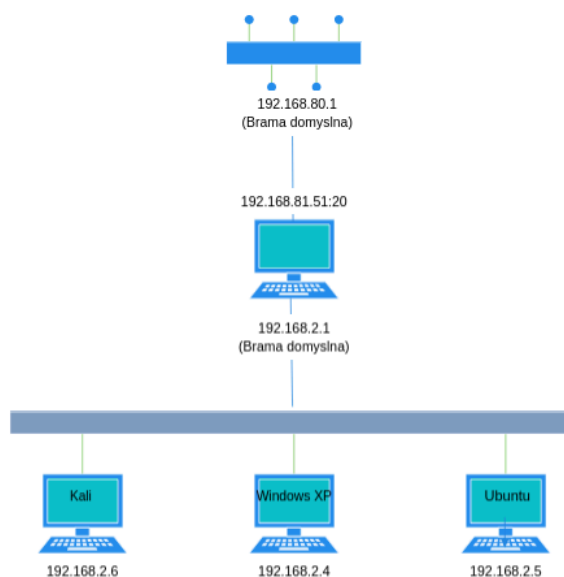 192.168.80.1
(Brama domyslna)
192.168.81.51:20
192.168.2.1
(Brama domyslna)
Kali
Windows XP
Ubuntu
192.168.2.6
192.168.2.4
192.168.2.5